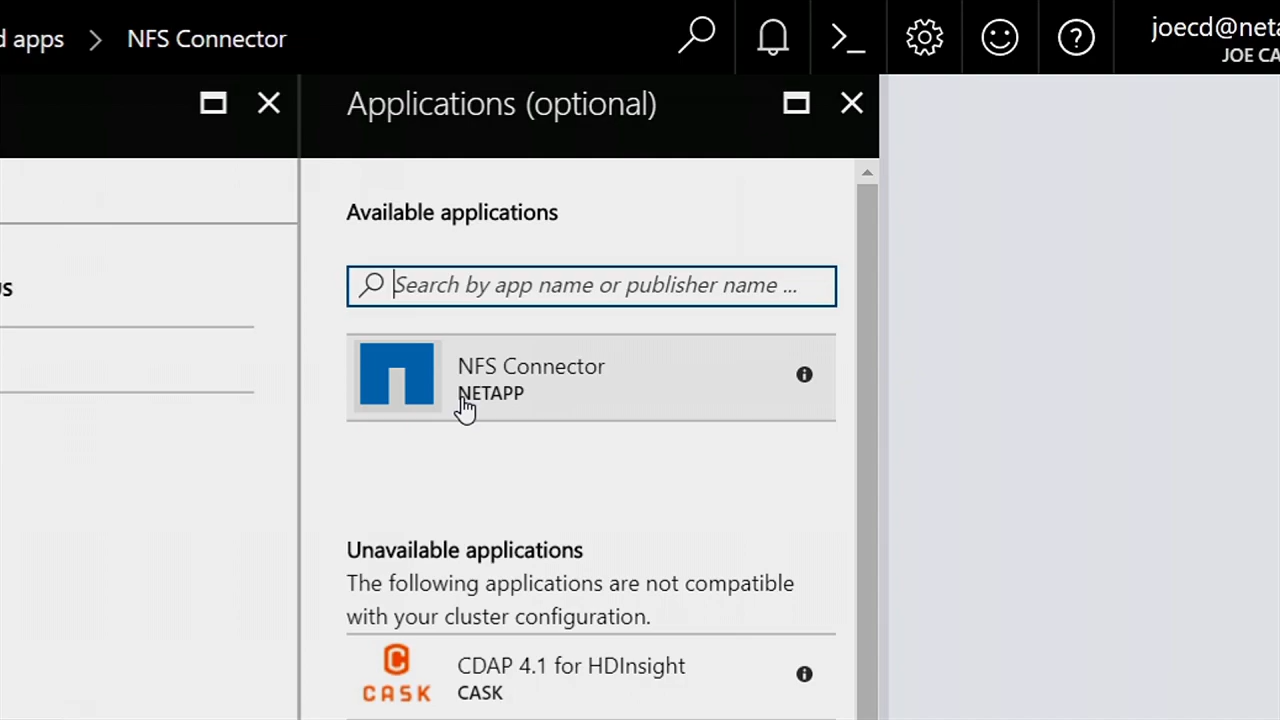 d apps > NFS Connector
joecd@neta
JOE CA
Applications (optional)
Available applications
Search by app name or publisher name ...
NFS Connector
NETAPP
us
Unavailable applications
The following applications are not compatible
with your cluster configuration.
CDAP 4.1 for HDInsight
CASK
CASK